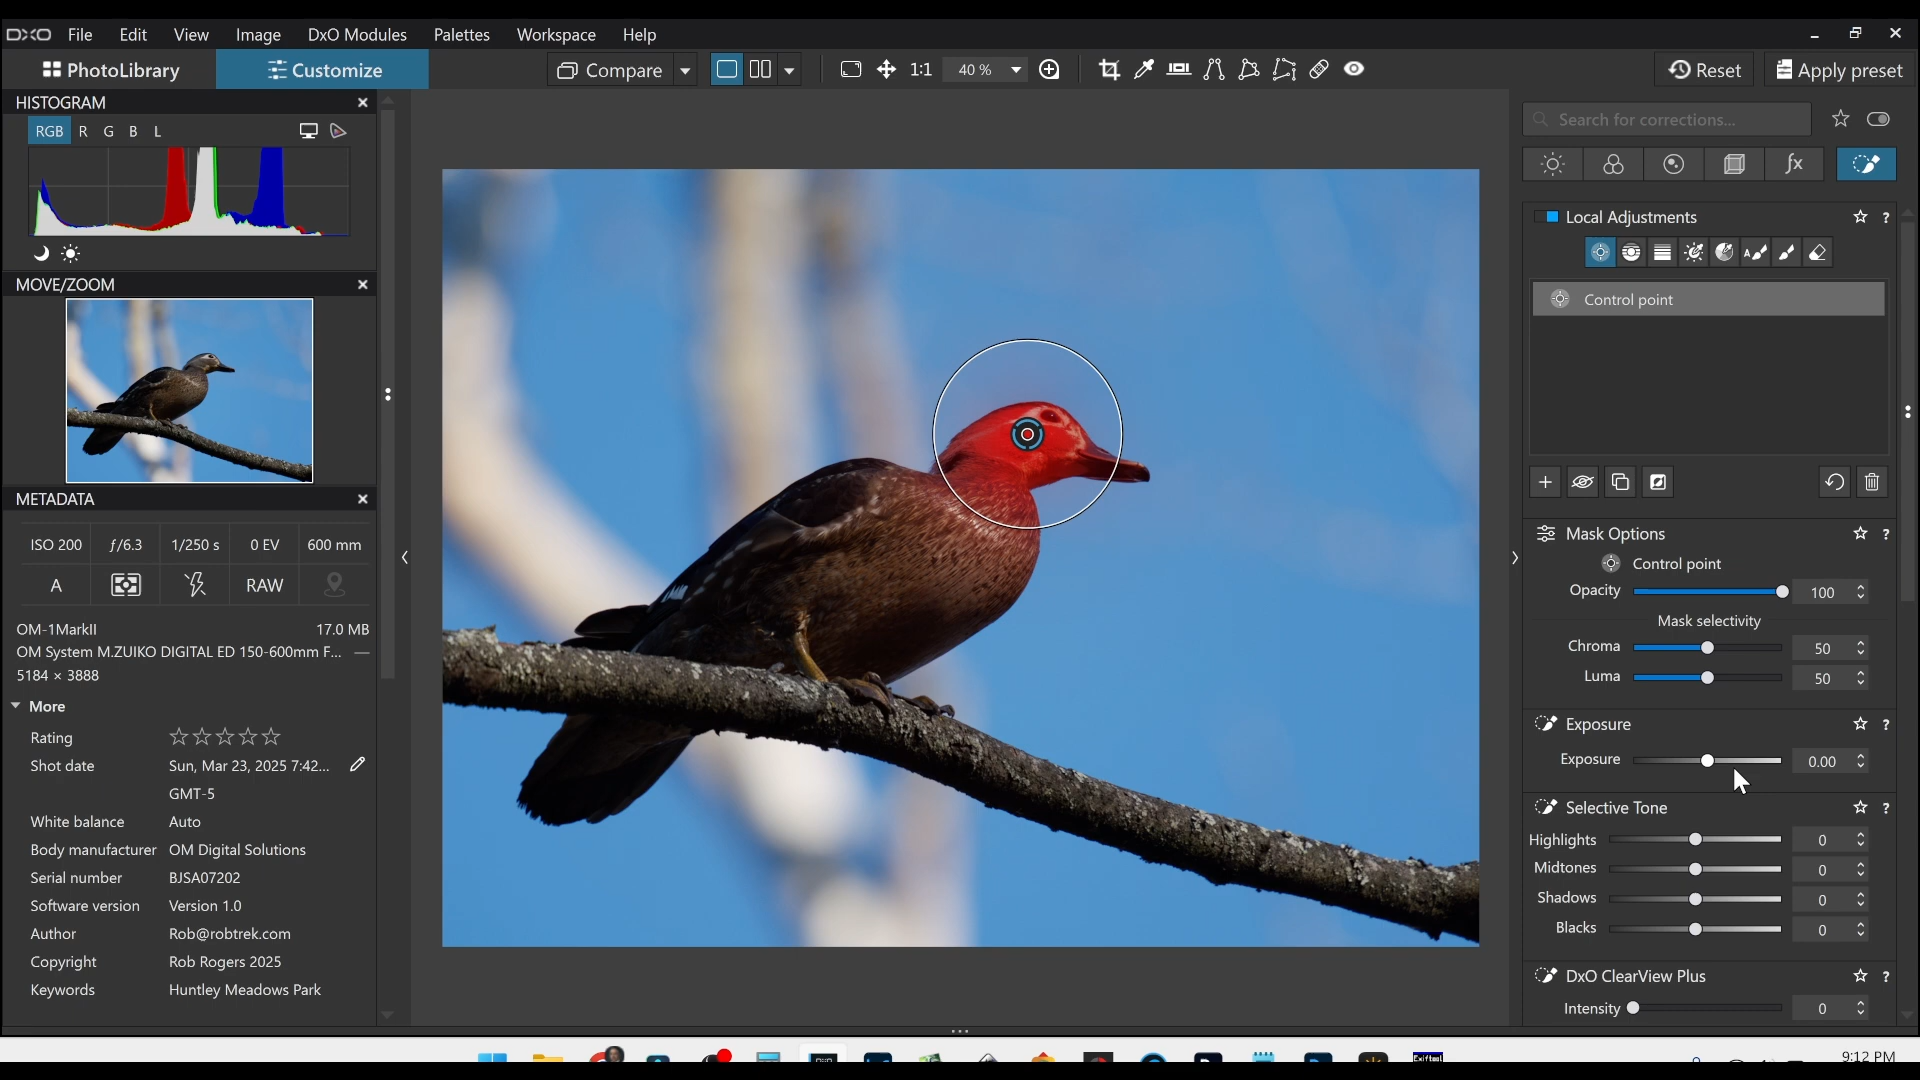 DXO File Edit View Image DxO Modules Palettes Workspace Help
PhotoLibrary Customize Compare 1:1 40 % Reset Apply preset
HISTOGRAM
RGB R G B L
MOVE/ZOOM
METADATA
ISO 200 ƒ/6.3 1/250 s 0 EV 600 mm
A RAW
OM-1MarkII 17.0 MB
OM System M.ZUIKO DIGITAL ED 150-600mm F... —
5184 × 3888
More
Rating
Shot date Sun, Mar 23, 2025 7:42...
GMT-5
White balance Auto
Body manufacturer OM Digital Solutions
Serial number BJSA07202
Software version Version 1.0
Author Rob@robtrek.com
Copyright Rob Rogers 2025
Keywords Huntley Meadows Park
Search for corrections...
fx
Local Adjustments ?
A
Control point
Mask Options ?
Control point
Opacity 100
Mask selectivity
Chroma 50
Luma 50
Exposure ?
Exposure 0.00
Selective Tone ?
Highlights 0
Midtones 0
Shadows 0
Blacks 0
DxO ClearView Plus ?
Intensity 0
9:12 PM